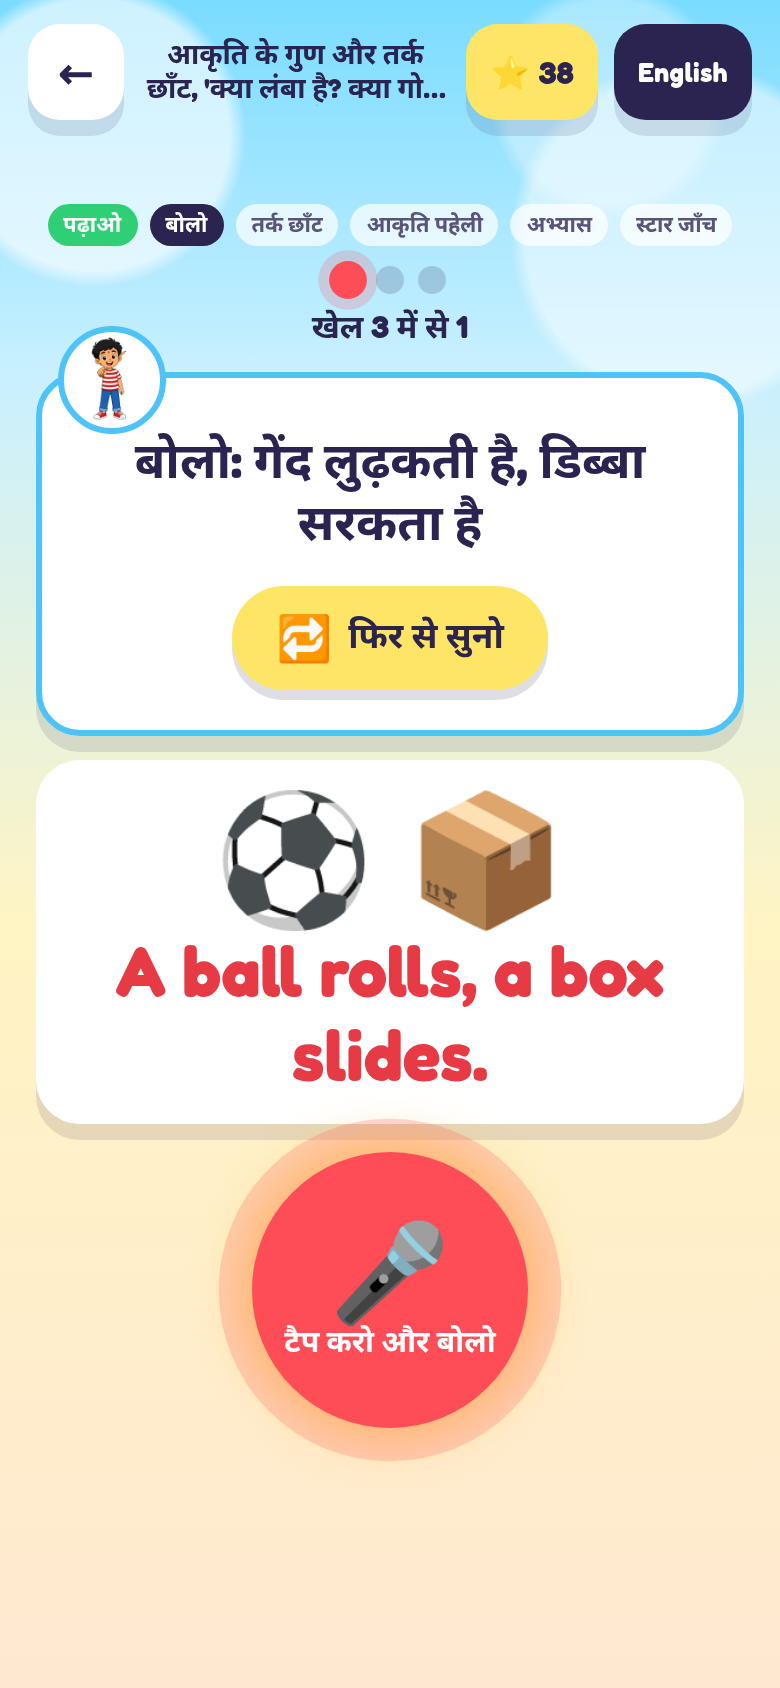 ←
आकृति के गुण और तर्क
छाँट, 'क्या लंबा है? क्या गो...
38
English
पढ़ाओ
बोलो
तर्क छाँट
आकृति पहेली
अभ्यास
स्टार जाँच
खेल 3 में से 1
बोलो: गेंद लुढ़कती है, डिब्बा
सरकता है
फिर से सुनो
A ball rolls, a box
slides.
टैप करो और बोलो